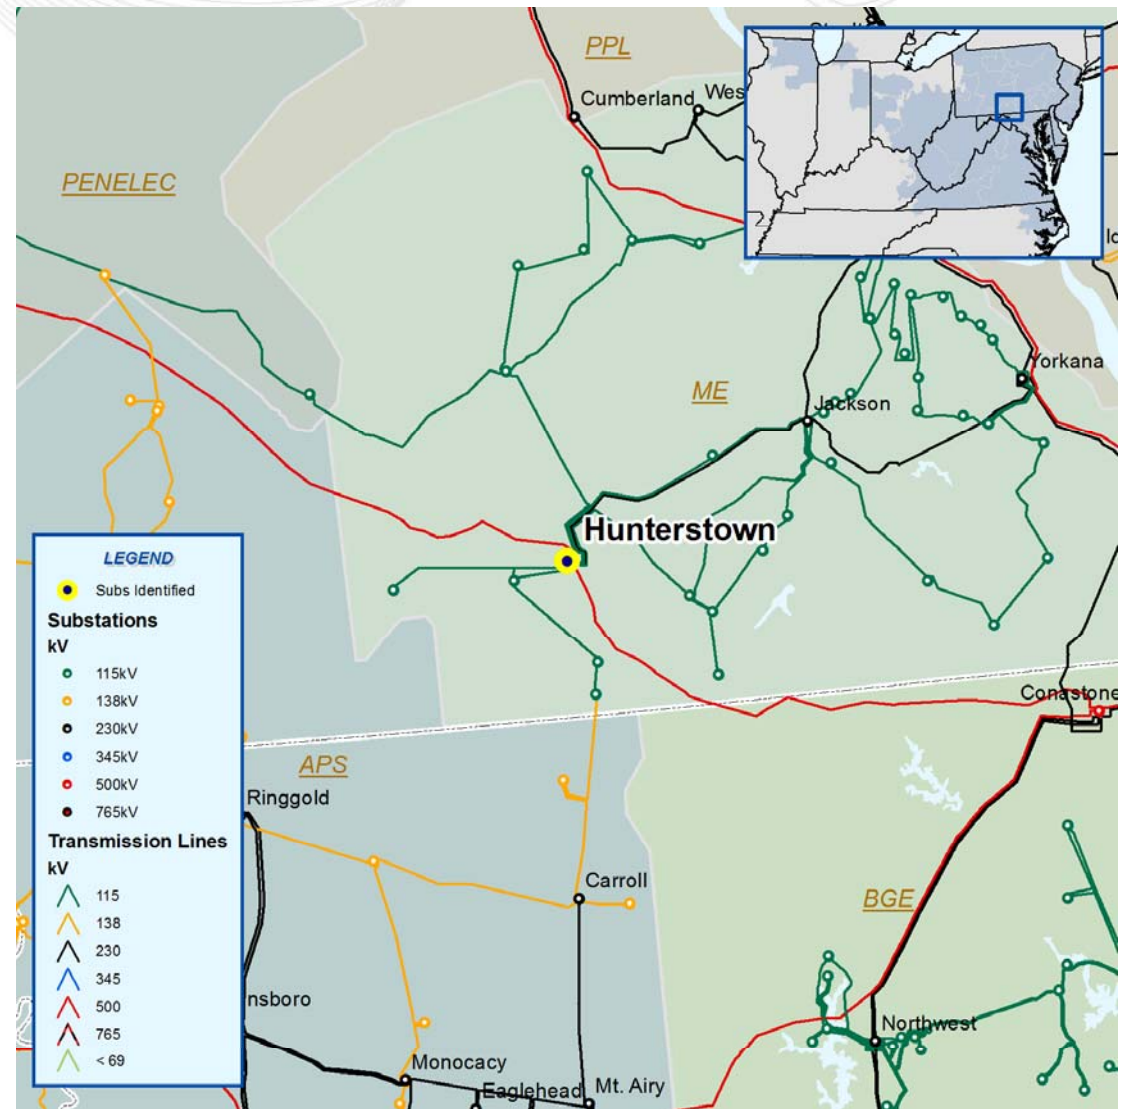 PPL
Cumberland
Wes
PENELEC
Yorkana
ME
Jackson
Hunterstown
LEGEND
Subs Identified
Substations
kV
115kV
138kV
230kV
345kV
500kV
765kV
Transmission Lines
kV
115
138
230
345
500
765
< 69
Conastone
APS
Ringgold
Carroll
BGE
nsboro
Northwest
Monocacy
Eaglehead
Mt. Airy